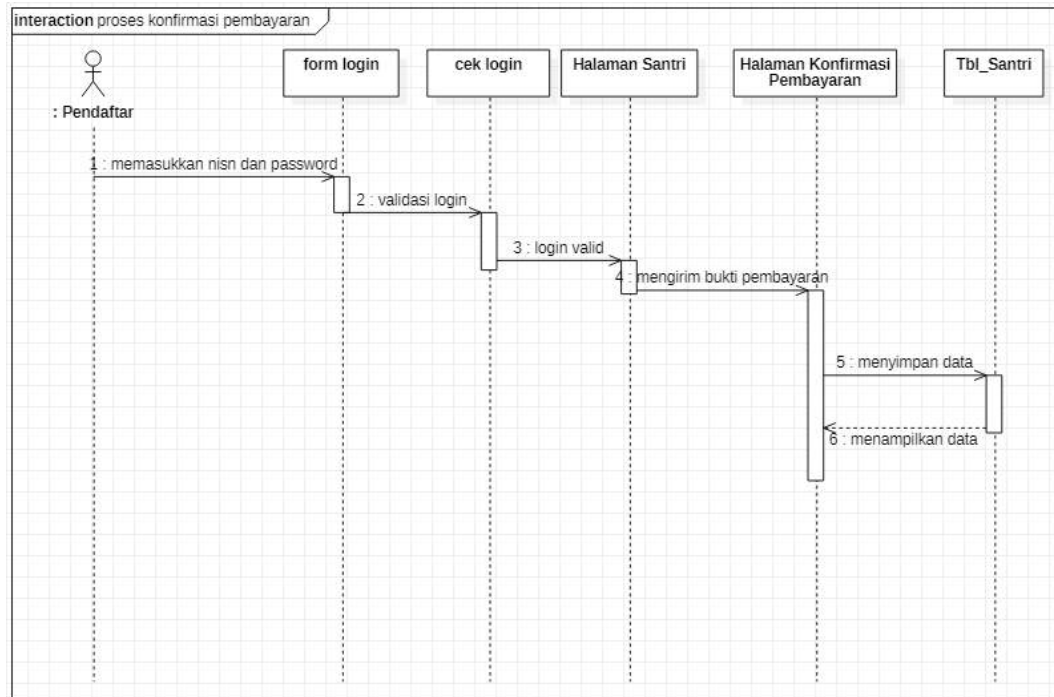 interaction proses konfirmasi pembayaran
: Pendaftar
form login
cek login
Halaman Santri
Halaman Konfirmasi
Pembayaran
Tbl_Santri
1 : memasukkan nisn dan password
2 : validasi login
3 : login valid
4 : mengirim bukti pembayaran
5 : menyimpan data
6 : menampilkan data